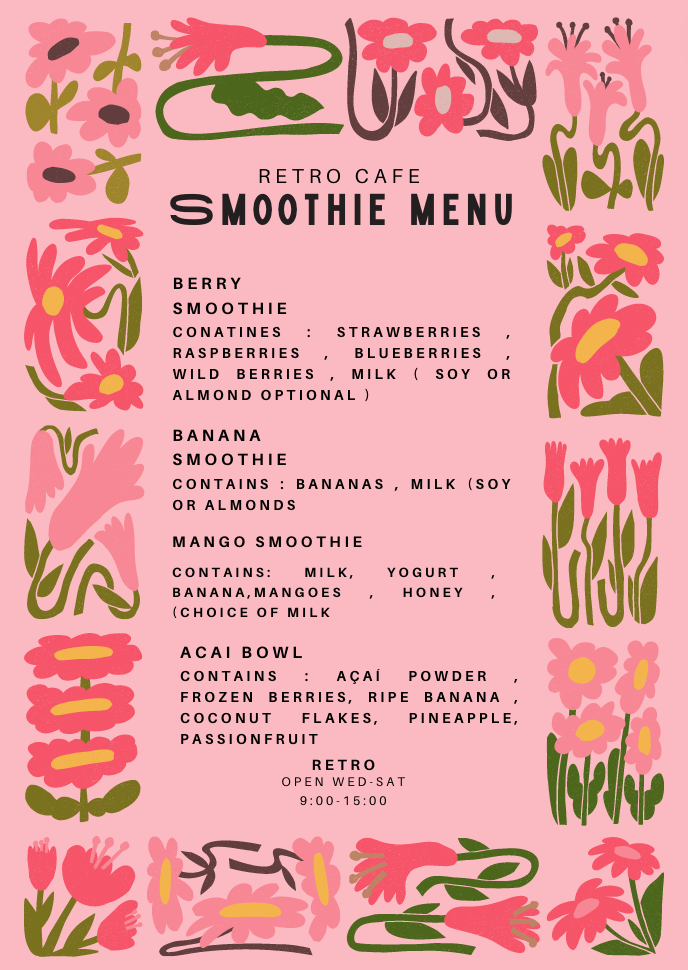 RETRO CAFE
SMOOTHIE MENU
BERRY
SMOOTHIE
CONATINES : STRAWBERRIES ,
RASPBERRIES , BLUEBERRIES ,
WILD BERRIES , MILK ( SOY OR
ALMOND OPTIONAL )
BANANA
SMOOTHIE
CONTAINS : BANANAS , MILK (SOY
OR ALMONDS
MANGO SMOOTHIE
CONTAINS: MILK, YOGURT ,
BANANA,MANGOES , HONEY ,
(CHOICE OF MILK
ACAI BOWL
CONTAINS : AÇAÍ POWDER ,
FROZEN BERRIES, RIPE BANANA ,
COCONUT FLAKES, PINEAPPLE,
PASSIONFRUIT
RETRO
OPEN WED-SAT
9:00-15:00